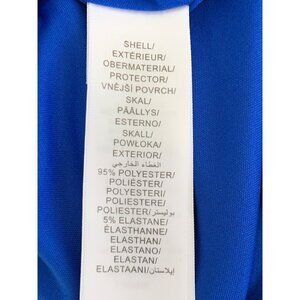 SHELL/
EXTÉRIEUR/
OBERMATERIAL/
PROTECTOR/
VNĚJŠÍ POVRCH/
SKAL/
PÄÄLLYS/
ESTERNO/
SKALL/
POWŁOKA/
EXTERIOR/
الغطاء الخارجي
95% POLYESTER/
POLIÉSTER/
POLYESTERI/
POLIESTERE/
POLIESTER/بوليستر/
5% ELASTANE/
ÉLASTHANNE/
ELASTHAN/
ELASTANO/
ELASTAN/
ELASTAANI/إيلاستان/